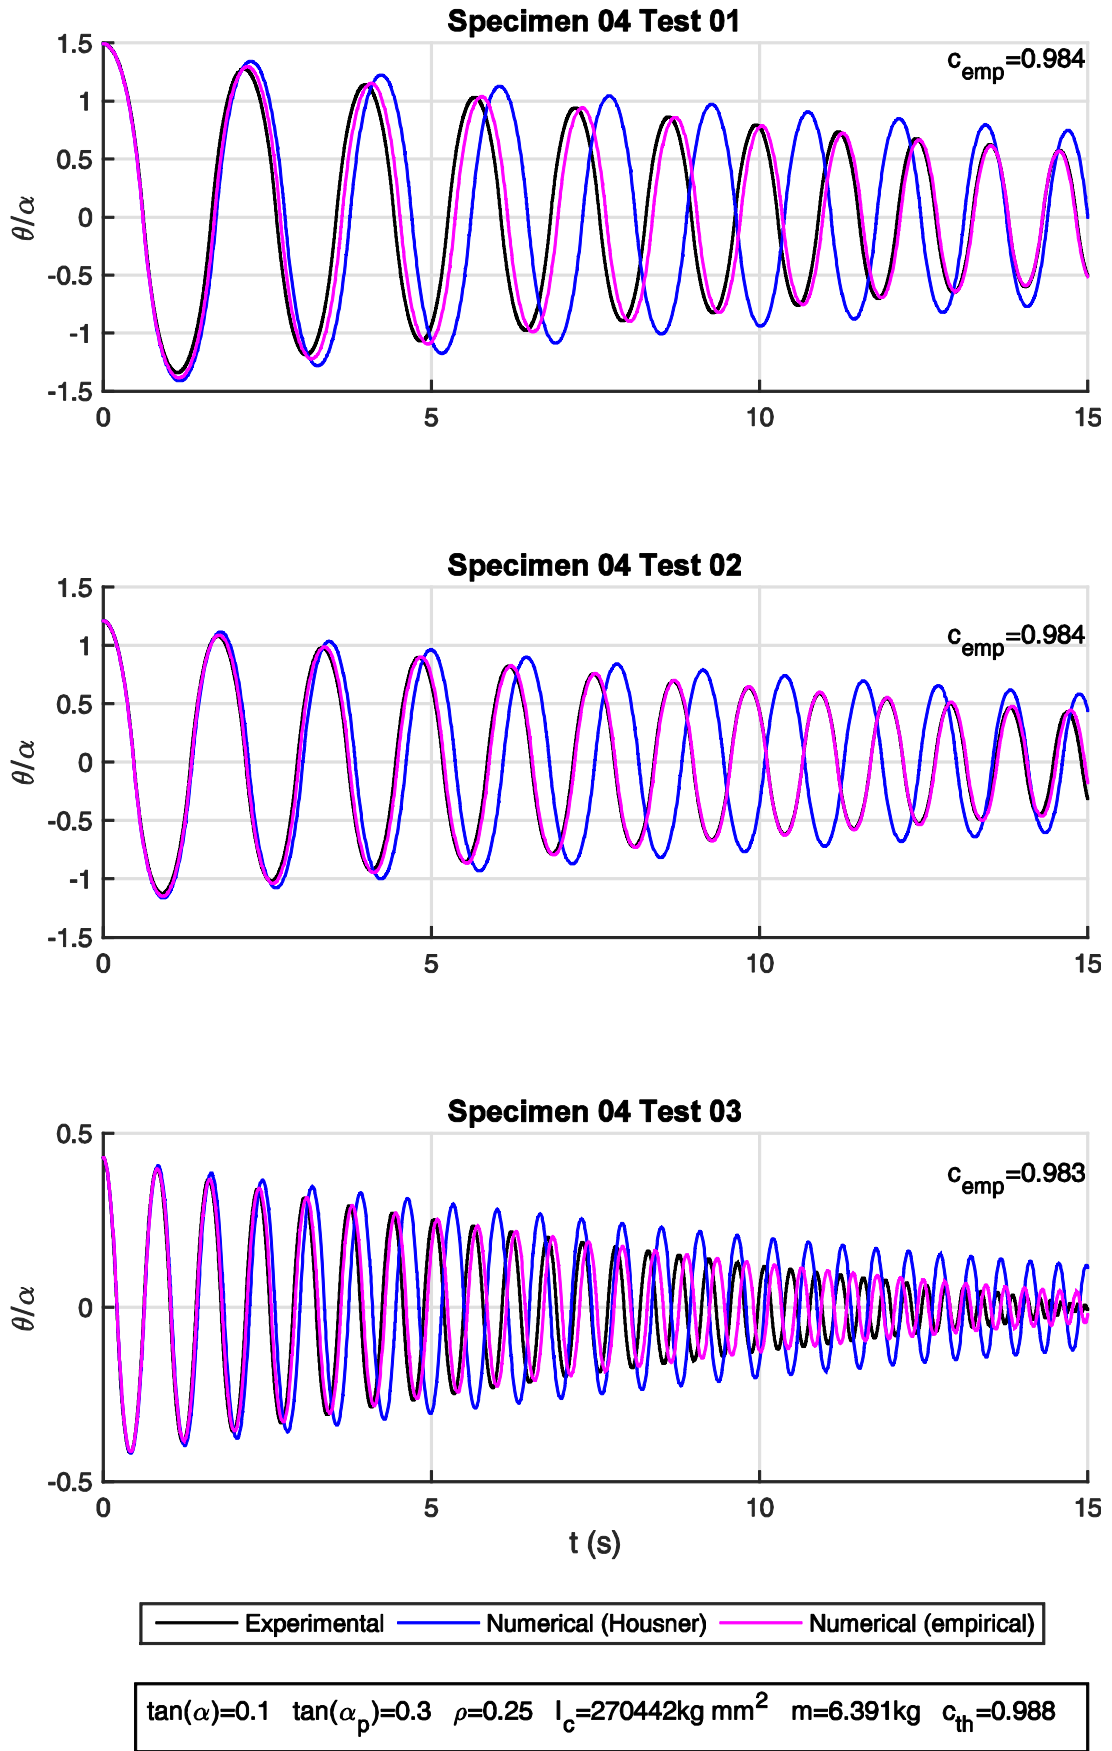 Specimen 04 Test 01
1.5
c_emp=0.984
1
0.5
0
-0.5
-1
-1.5
θ/α
0 5 10 15
Specimen 04 Test 02
1.5
c_emp=0.984
1
0.5
0
-0.5
-1
-1.5
θ/α
0 5 10 15
Specimen 04 Test 03
0.5
c_emp=0.983
0
-0.5
θ/α
0 5 10 15
t (s)
Experimental Numerical (Housner) Numerical (empirical)
tan(α)=0.1 tan(α_p)=0.3 ρ=0.25 I_c=270442kg mm² m=6.391kg c_th=0.988